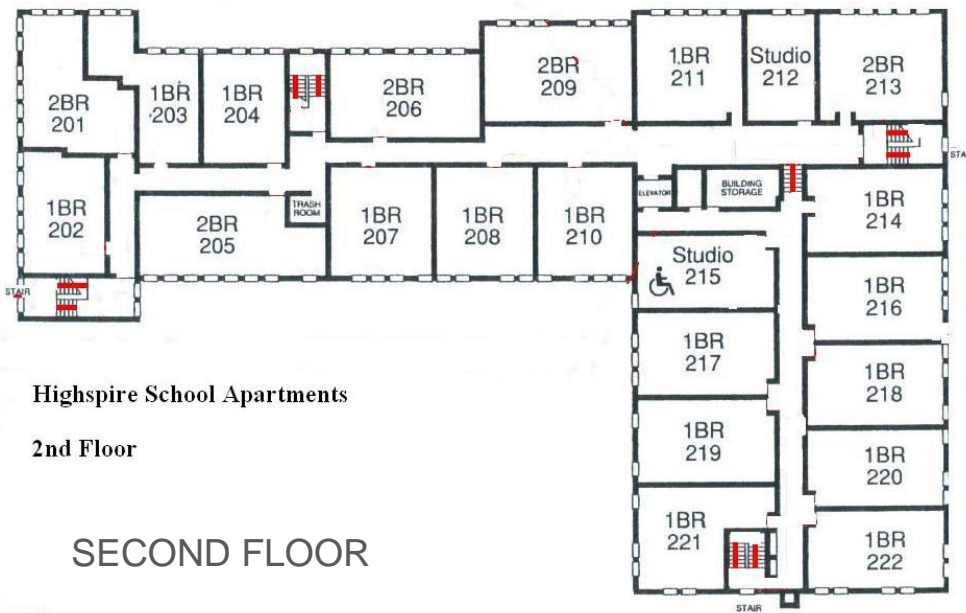 2BR
201
1BR
203
1BR
204
2BR
206
2BR
209
1BR
211
Studio
212
2BR
213
STA
1BR
202
2BR
205
TRASH
ROOM
1BR
207
1BR
208
1BR
210
ELEVATOR
BUILDING
STORAGE
1BR
214
Studio
215
STAIR
1BR
216
1BR
217
1BR
218
1BR
219
1BR
220
1BR
221
1BR
222
STAIR
Highspire School Apartments
2nd Floor
SECOND FLOOR